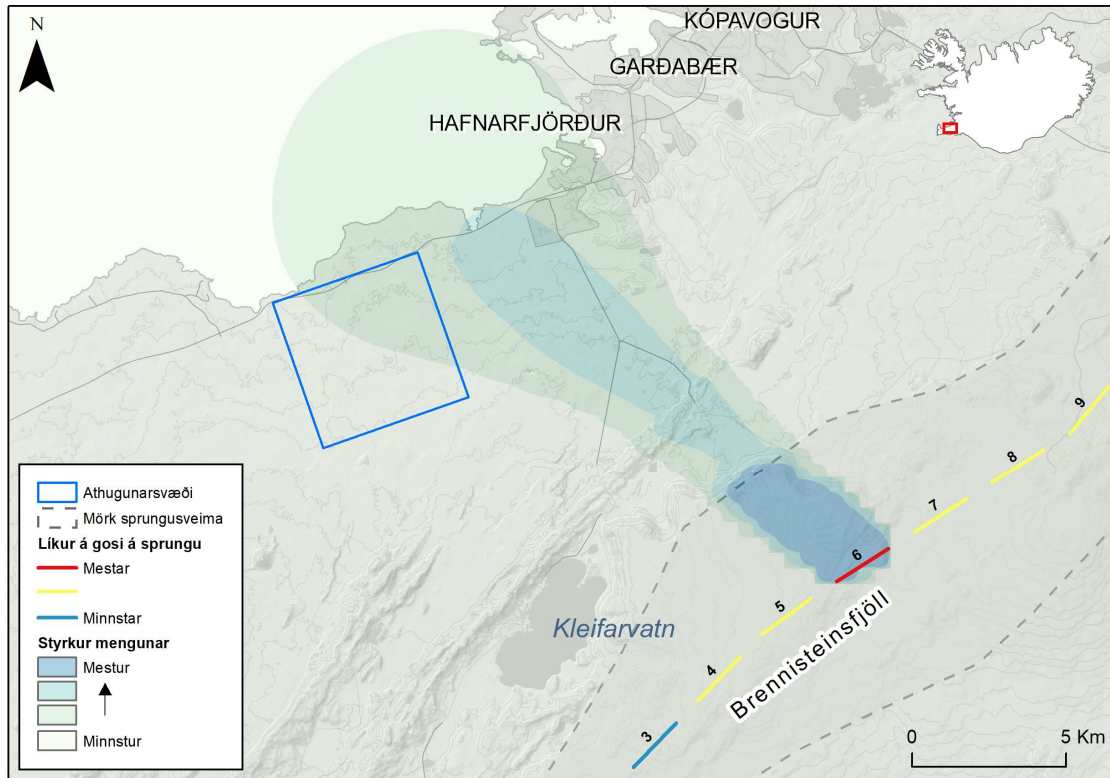 N
KÓPAVOGUR
GARÐABÆR
HAFNARFJÖRÐUR
9
8
7
6
5
4
3
Kleifarvatn
Brennisteinsfjöll
Athugunarsvæði
Mörk sprungusveima
Líkur á gosi á sprungu
Mestar
Minnstar
Styrkur mengunar
Mestur
Minnstur
0 5 Km